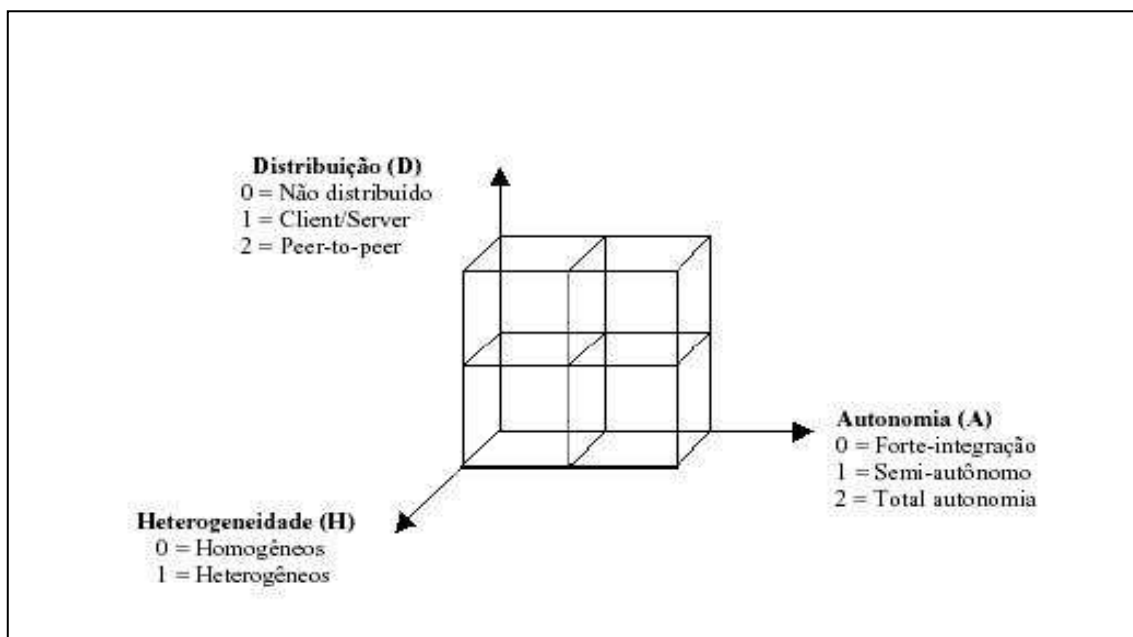 Distribuição (D)
0 = Não distribuido
1 = Client/Server
2 = Peer-to-peer
Autonomia (A)
0 = Forte-integração
1 = Semi-autônomo
2 = Total autonomia
Heterogeneidade (H)
0 = Homogêneos
1 = Heterogêneos